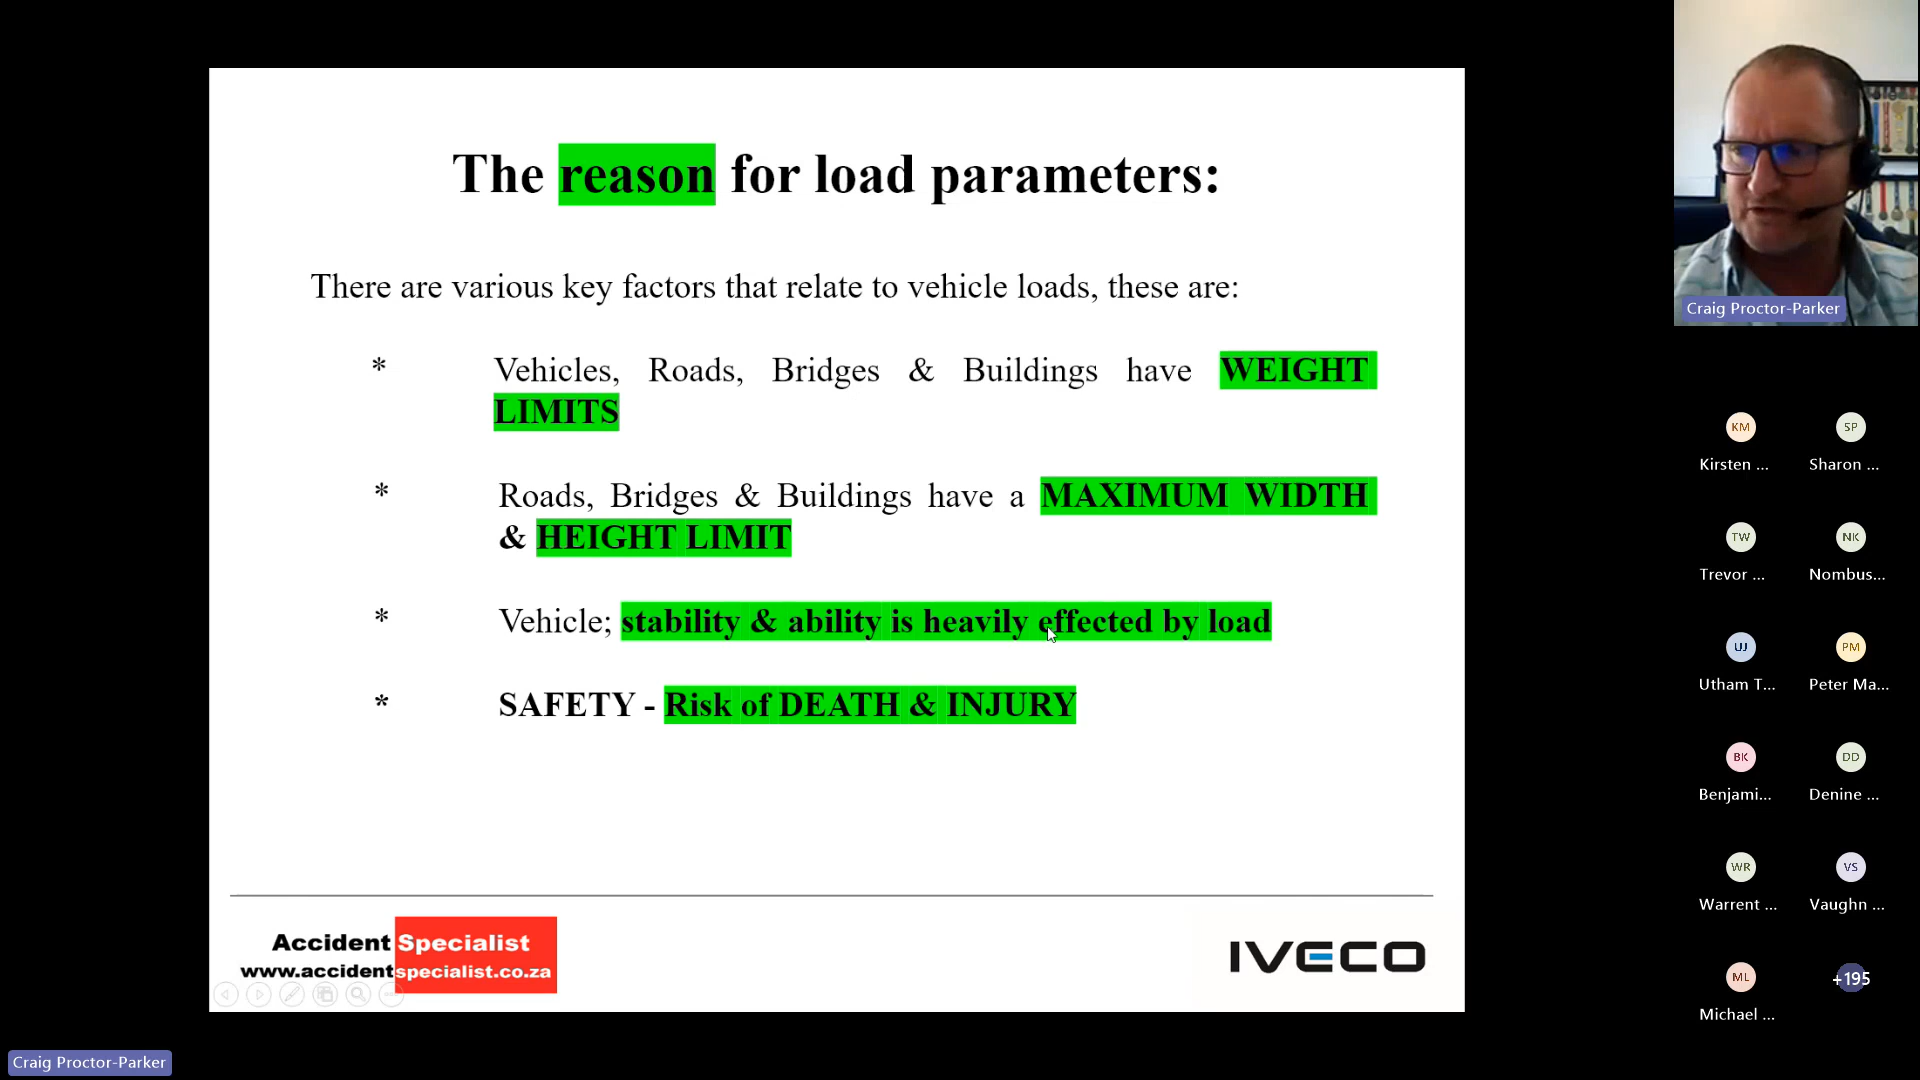 The reason for load parameters:
There are various key factors that relate to vehicle loads, these are:
* Vehicles, Roads, Bridges & Buildings have WEIGHT
LIMITS
* Roads, Bridges & Buildings have a MAXIMUM WIDTH
& HEIGHT LIMIT
* Vehicle; stability & ability is heavily effected by load
* SAFETY - Risk of DEATH & INJURY
Accident Specialist
www.accidentspecialist.co.za
IVECO
Craig Proctor-Parker
Craig Proctor-Parker
KM SP
Kirsten ... Sharon ...
TW NK
Trevor ... Nombus...
UJ PM
Utham T... Peter Ma...
BK DD
Benjami... Denine ...
WR VS
Warrent ... Vaughn ...
ML +195
Michael ...